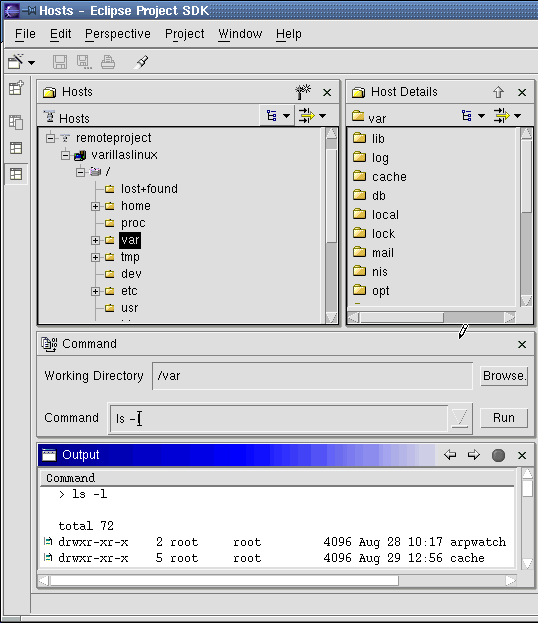 Hosts - Eclipse Project SDK
File Edit Perspective Project Window Help
Hosts
Hosts
remoteproject
varillaslinux
/
lost+found
home
proc
var
tmp
dev
etc
usr
Host Details
var
lib
log
cache
db
local
lock
mail
nis
opt
Command
Working Directory /var Browse.
Command ls -l Run
Output
Command
> ls -l
total 72
drwxr-xr-x 2 root root 4096 Aug 28 10:17 arpwatch
drwxr-xr-x 5 root root 4096 Aug 29 12:56 cache